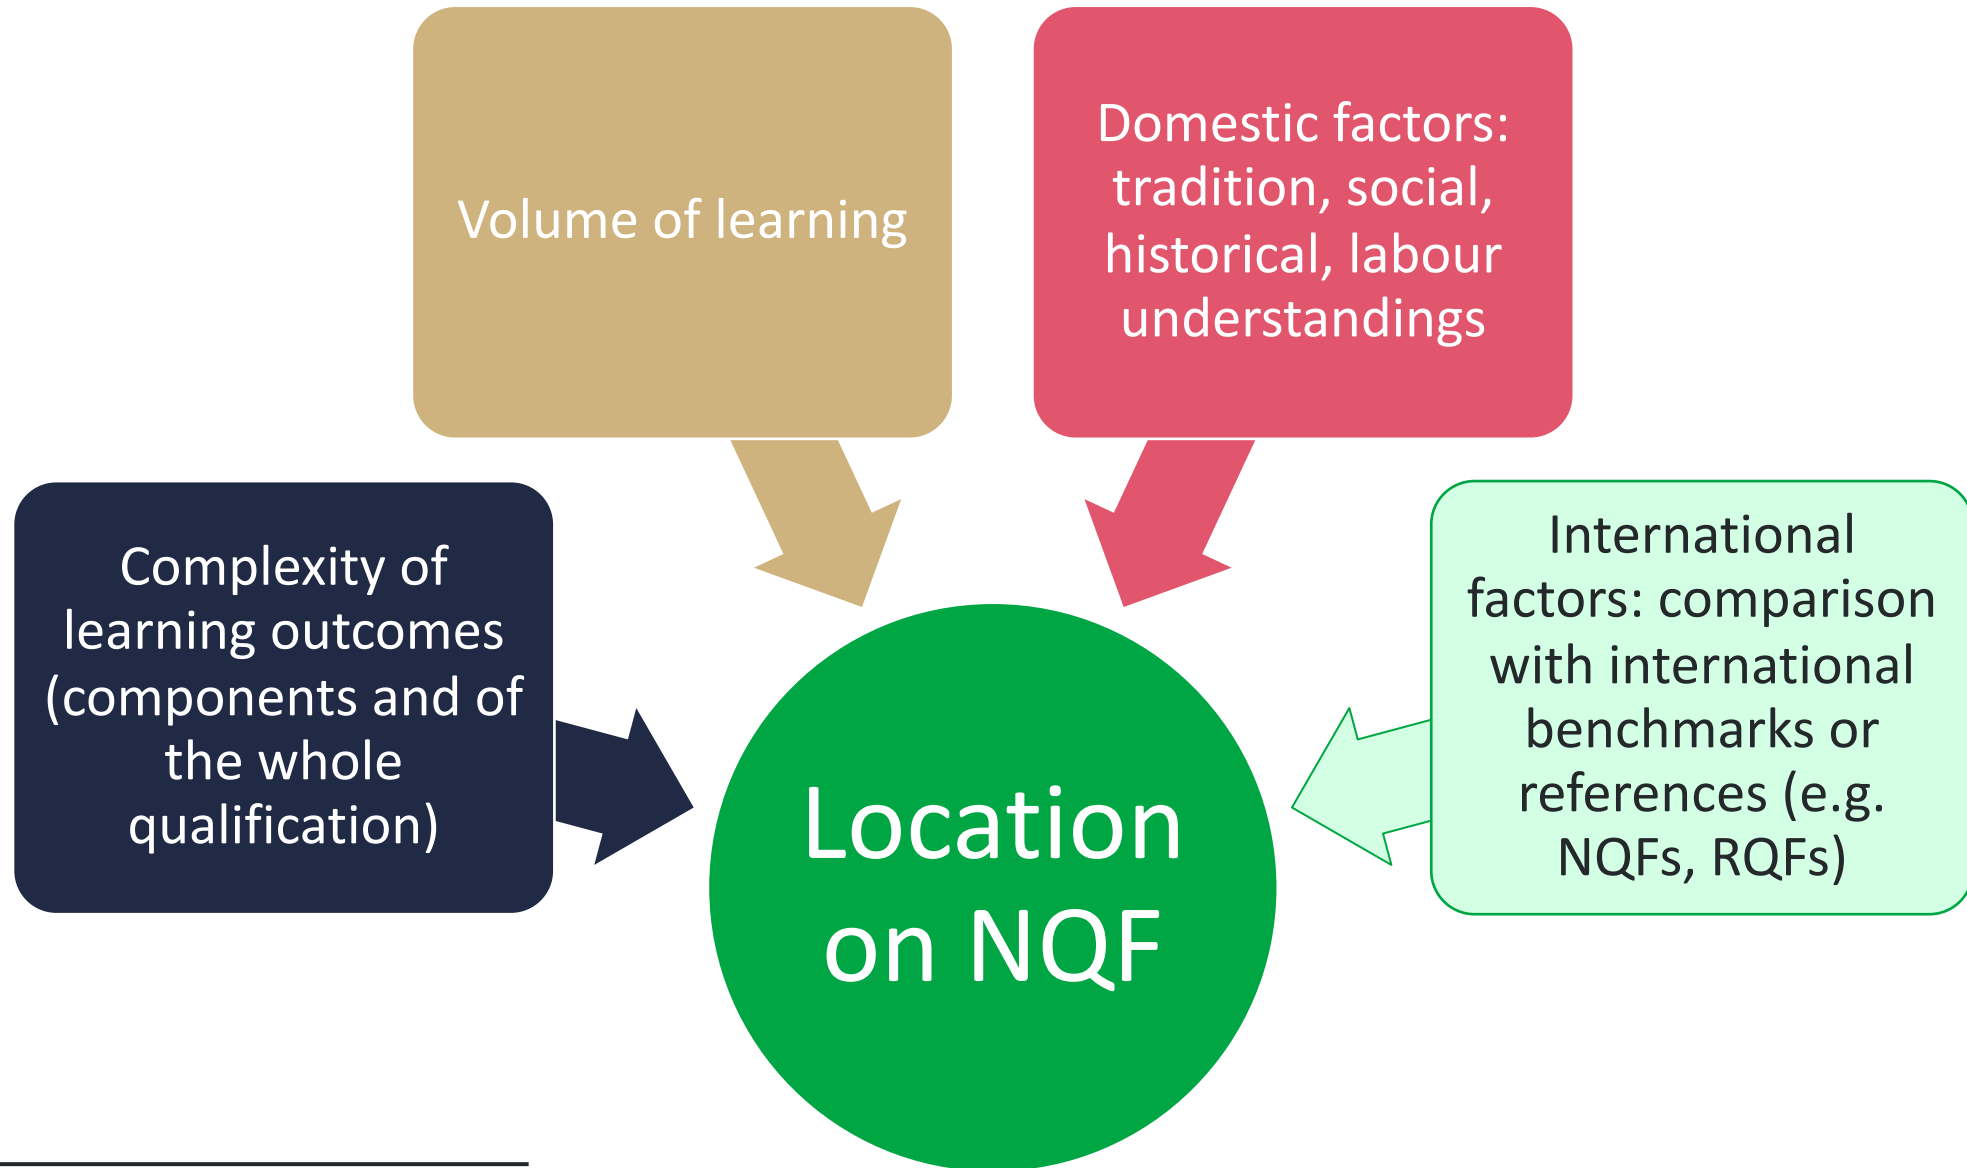 Volume of learning
Domestic factors:
tradition, social,
historical, labour
understandings
Complexity of
learning outcomes
(components and of
the whole
qualification)
International
factors: comparison
with international
benchmarks or
references (e.g.
NQFs, RQFs)
Location
on NQF